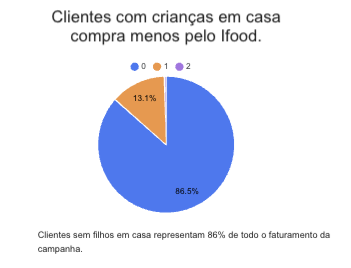 Clientes com crianças em casa
compra menos pelo Ifood.
0 1 2
13.1%
86.5%
Clientes sem filhos em casa representam 86% de todo o faturamento da
campanha.